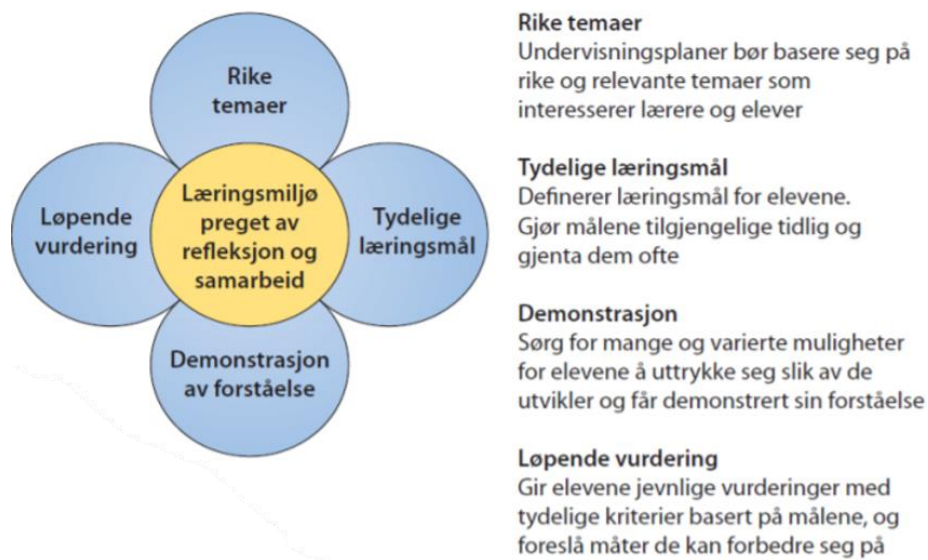 Rike
temaer
Løpende
vurdering
Læringsmiljø
preget av
refleksjon og
samarbeid
Tydelige
læringsmål
Demonstrasjon
av forståelse
Rike temaer
Undervisningsplaner bør basere seg på
rike og relevante temaer som
interesserer lærere og elever
Tydelige læringsmål
Definerer læringsmål for elevene.
Gjør målene tilgjengelige tidlig og
gjenta dem ofte
Demonstrasjon
Sørg for mange og varierte muligheter
for elevene å uttrykke seg slik av de
utvikler og får demonstrert sin forståelse
Løpende vurdering
Gir elevene jevnlige vurderinger med
tydelige kriterier basert på målene, og
foreslå måter de kan forbedre seg på